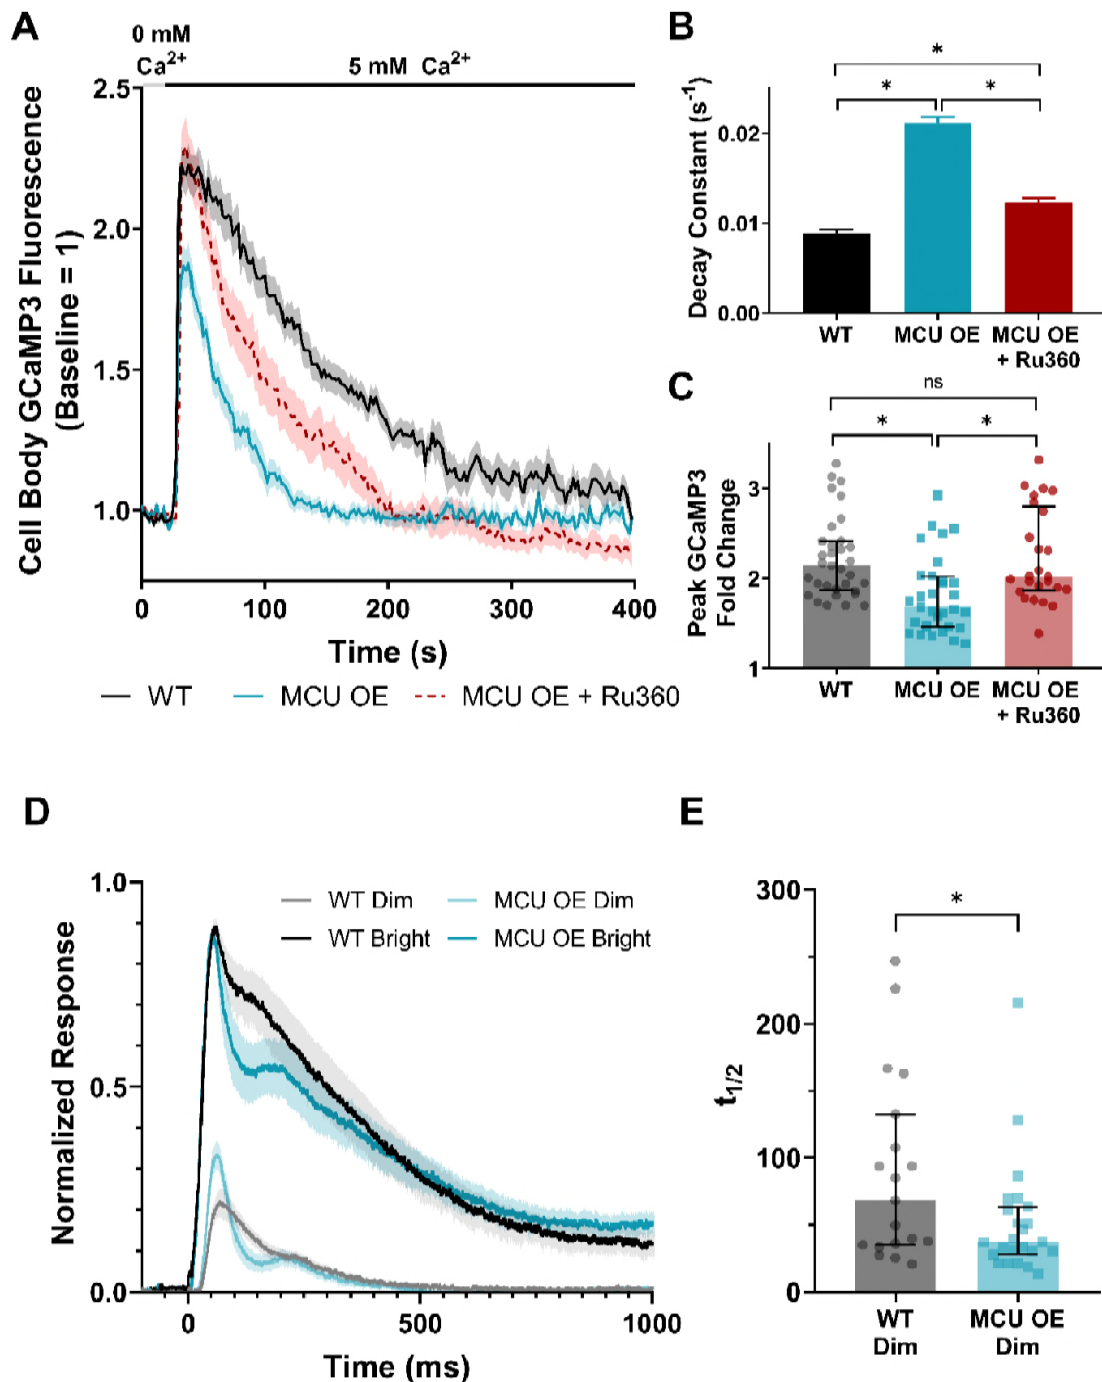 A
0 mM
Ca²⁺
5 mM Ca²⁺
Cell Body GCaMP3 Fluorescence
(Baseline = 1)
2.5
2.0
1.5
1.0
0
100
200
300
400
Time (s)
WT
MCU OE
MCU OE + Ru360
B
*
*
*
Decay Constant (s⁻¹)
0.02
0.01
0.00
WT
MCU OE
MCU OE
+ Ru360
C
ns
*
*
Peak GCaMP3
Fold Change
3
2
1
WT
MCU OE
MCU OE
+ Ru360
D
Normalized Response
1.0
0.5
0.0
WT Dim
MCU OE Dim
WT Bright
MCU OE Bright
0
500
1000
Time (ms)
E
*
t1/2
300
200
100
0
WT
Dim
MCU OE
Dim